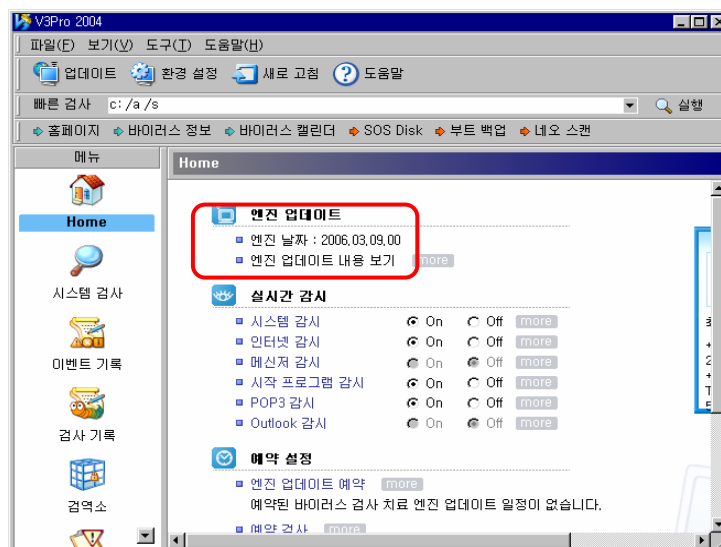 V3Pro 2004
파일(F) 보기(V) 도구(T) 도움말(H)
업데이트 환경 설정 새로 고침 도움말
빠른 검사 c:/a /s 실행
홈페이지 바이러스 정보 바이러스 캘린더 SOS Disk 부트 백업 네오 스캔
메뉴
Home
시스템 검사
이벤트 기록
검사 기록
검역소
Home
엔진 업데이트
엔진 날짜 : 2006.03.09.00
엔진 업데이트 내용 보기 more
실시간 감시
시스템 감시 On Off more
인터넷 감시 On Off more
메신저 감시 On Off more
시작 프로그램 감시 On Off more
POP3 감시 On Off more
Outlook 감시 On Off more
예약 설정
엔진 업데이트 예약 more
예약된 바이러스 검사 치료 엔진 업데이트 일정이 없습니다.
예약 검사 more